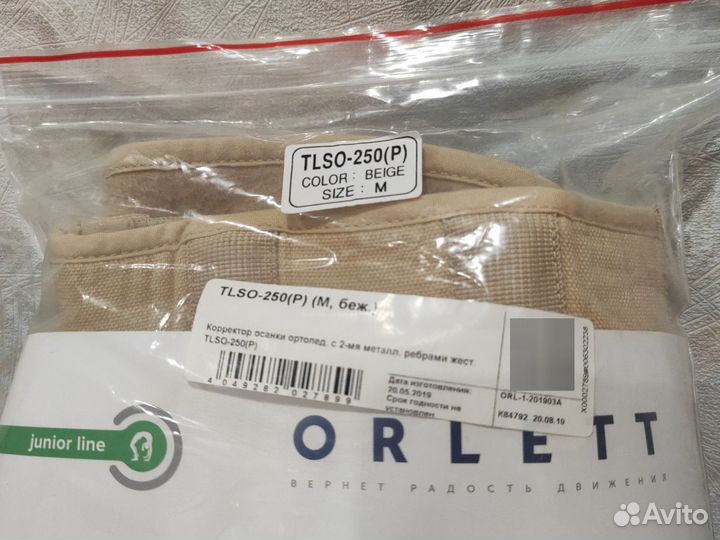 TLSO-250(P)
COLOR: BEIGE
SIZE: M
TLSO-250(P) (M, беж.)
Корректор осанки ортопед. с 2-мя металл. ребрами жест.
TLSO-250(P)
4 049282 027899
Дата изготовления:
20.05.2019
Срок годности не
установлен
ORL-1-201903A
K84792 20.08.19
junior line
ORLETT
ВЕРНЕТ РАДОСТЬ ДВИЖЕНИЯ
Avito